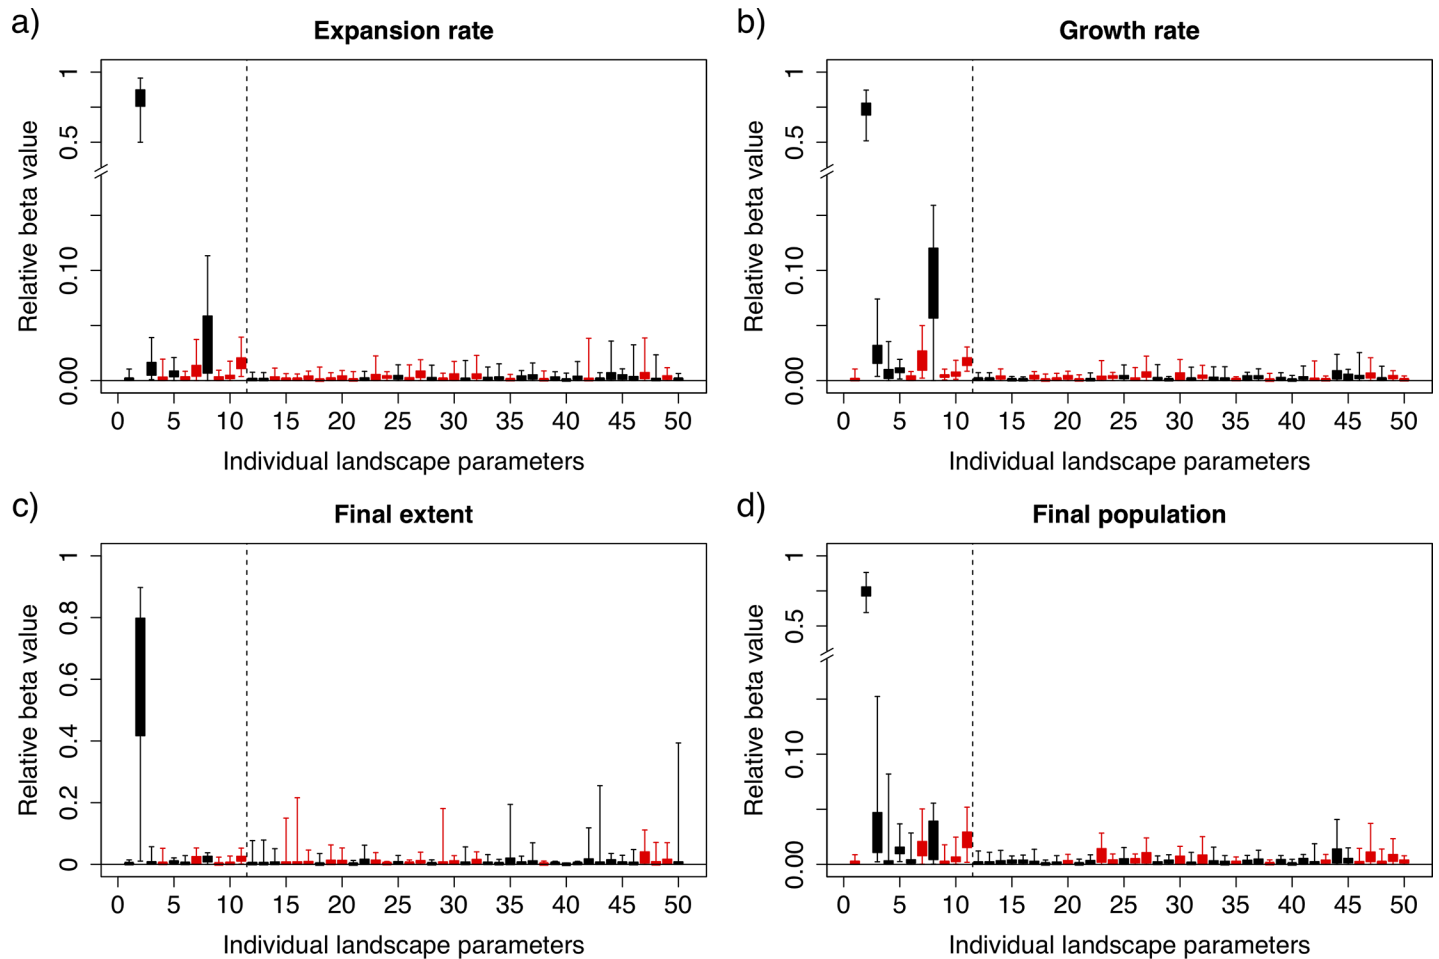 a)
Expansion rate
Relative beta value
1
0.5
0.10
0.00
0 5 10 15 20 25 30 35 40 45 50
Individual landscape parameters
b)
Growth rate
Relative beta value
1
0.5
0.10
0.00
0 5 10 15 20 25 30 35 40 45 50
Individual landscape parameters
c)
Final extent
Relative beta value
1
0.8
0.6
0.4
0.2
0
0 5 10 15 20 25 30 35 40 45 50
Individual landscape parameters
d)
Final population
Relative beta value
1
0.5
0.10
0.00
0 5 10 15 20 25 30 35 40 45 50
Individual landscape parameters